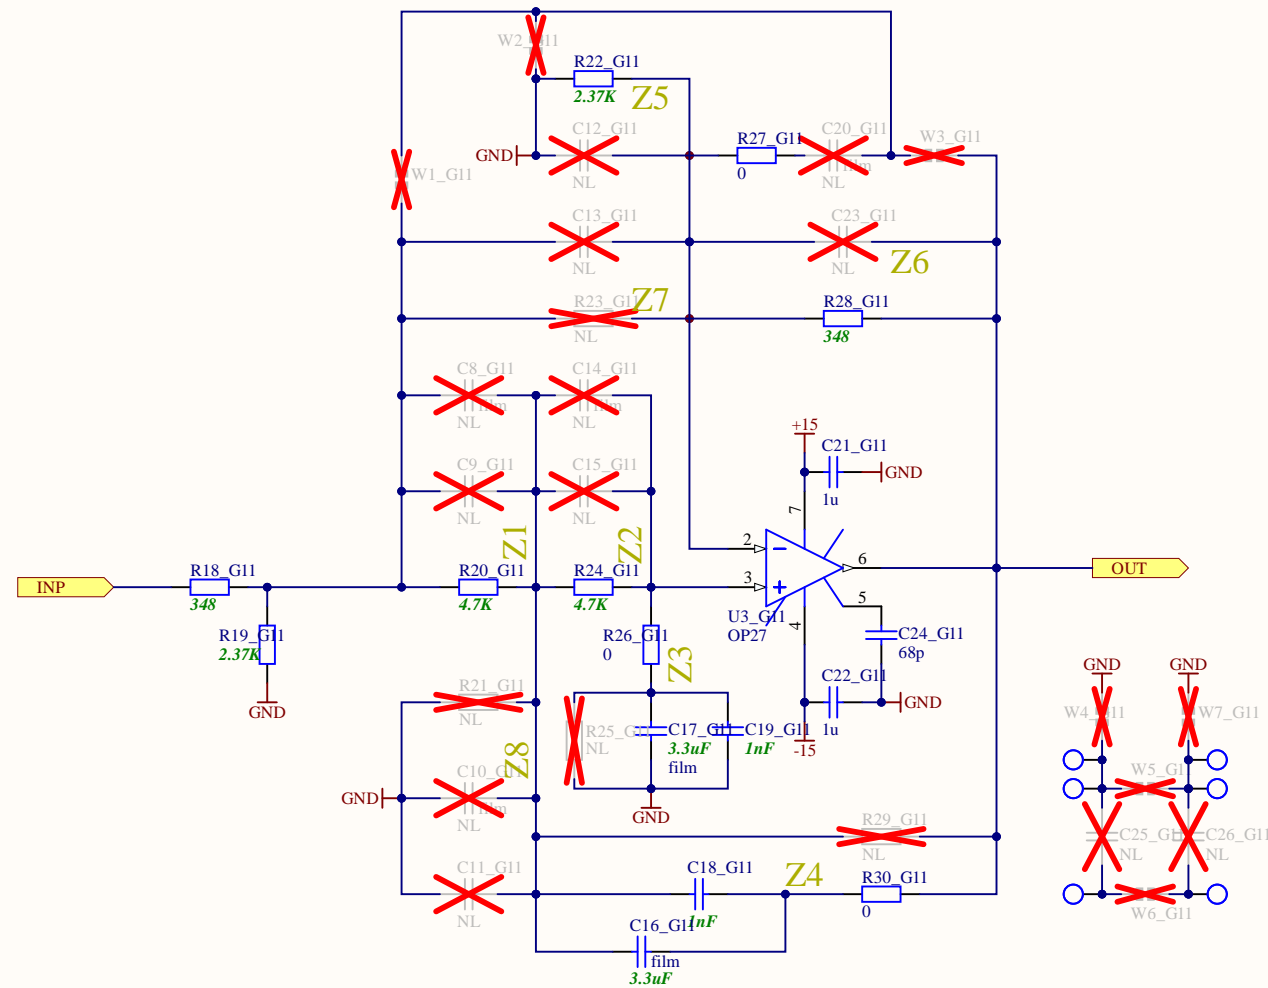 W2_G11
R22_G11
2.37K
Z5
C12_G11
GND
NL
R27_G11
0
C20_G11
film
NL
W3_G11
W1_G11
C13_G11
NL
C23_G11
NL
Z6
R23_G11
NL
Z7
R28_G11
348
C8_G11
film
NL
C14_G11
film
NL
+15
C21_G11
GND
1u
C9_G11
NL
C15_G11
NL
7
Z1
Z2
2
3
6
5
4
INP
R18_G11
348
R20_G11
4.7K
R24_G11
4.7K
OUT
U3_G11
OP27
R19_G11
2.37K
GND
R26_G11
0
Z3
C24_G11
68p
C22_G11
GND
1u
-15
R21_G11
NL
R25_G11
NL
C17_G11
3.3uF
film
C19_G11
1nF
GND
Z8
C10_G11
film
GND
NL
R29_G11
NL
C11_G11
NL
C18_G11
1nF
Z4
R30_G11
0
C16_G11
film
3.3uF
GND
GND
W4_G11
W7_G11
W5_G11
C25_G11
NL
C26_G11
NL
W6_G11